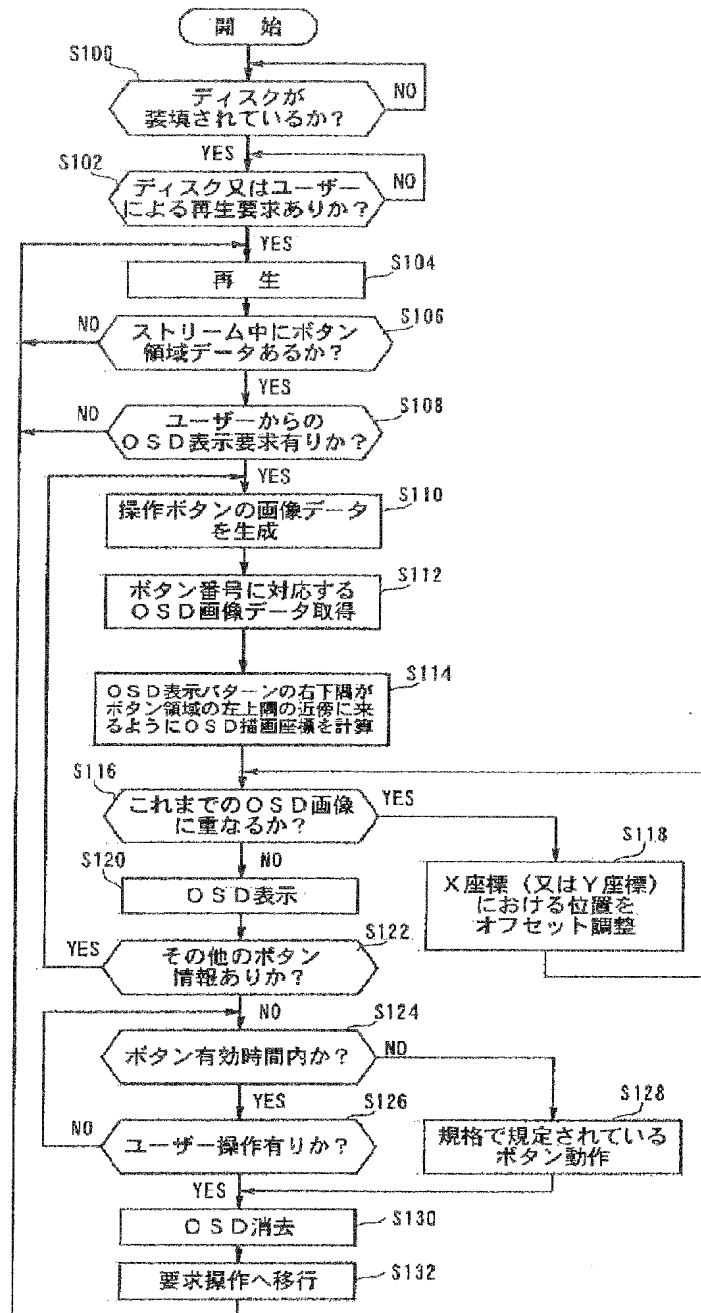 開 始
S100
ディスクが
装填されているか？
NO
YES
S102
ディスク又はユーザー
による再生要求ありか？
NO
YES
S104
再 生
S106
NO
ストリーム中にボタン
領域データあるか？
YES
S108
NO
ユーザーからの
OSD表示要求有りか？
YES
S110
操作ボタンの画像データ
を生成
S112
ボタン番号に対応する
OSD画像データ取得
S114
OSD表示パターンの右下隅が
ボタン領域の左上隅の近傍に来
るようにOSD描画座標を計算
S116
これまでのOSD画像
に重なるか？
YES
S118
X座標（又はY座標）
における位置を
オフセット調整
NO
S120
OSD表示
S122
YES
その他のボタン
情報ありか？
NO
S124
ボタン有効時間内か？
NO
YES
S126
NO
ユーザー操作有りか？
S128
規格で規定されている
ボタン動作
YES
S130
OSD消去
S132
要求操作へ移行